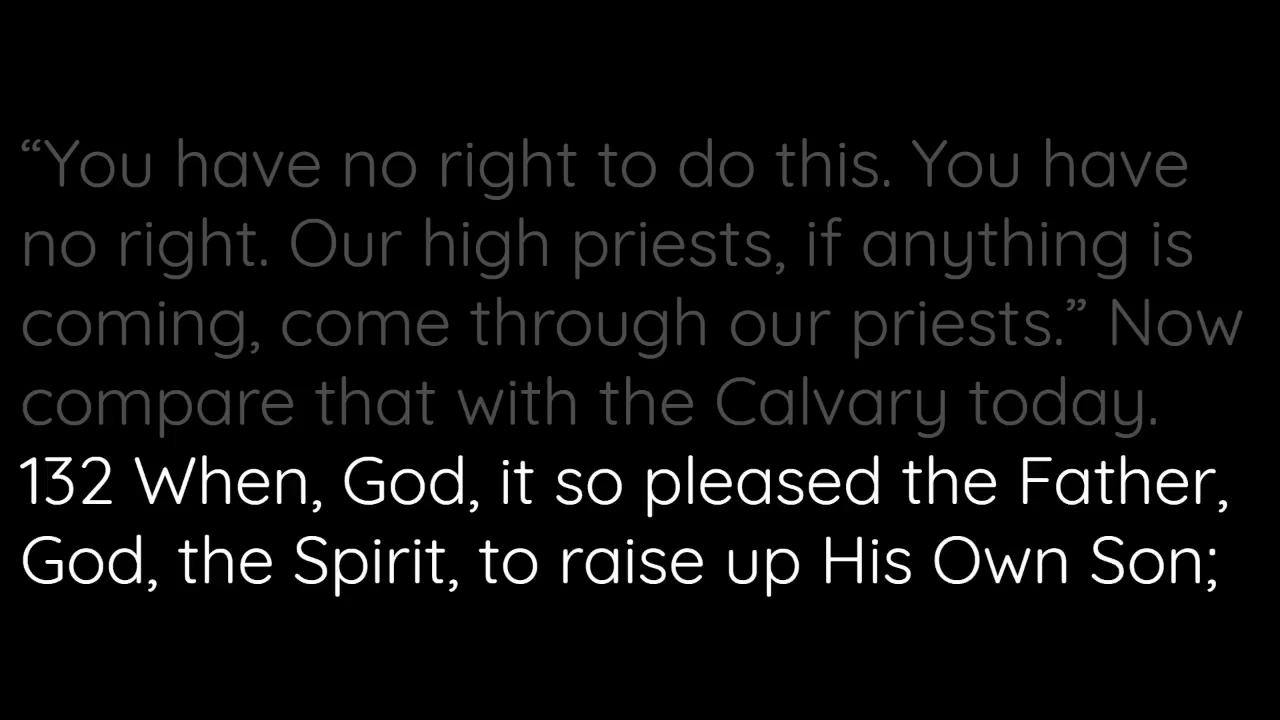 “You have no right to do this. You have
no right. Our high priests, if anything is
coming, come through our priests.” Now
compare that with the Calvary today.
132 When, God, it so pleased the Father,
God, the Spirit, to raise up His Own Son;